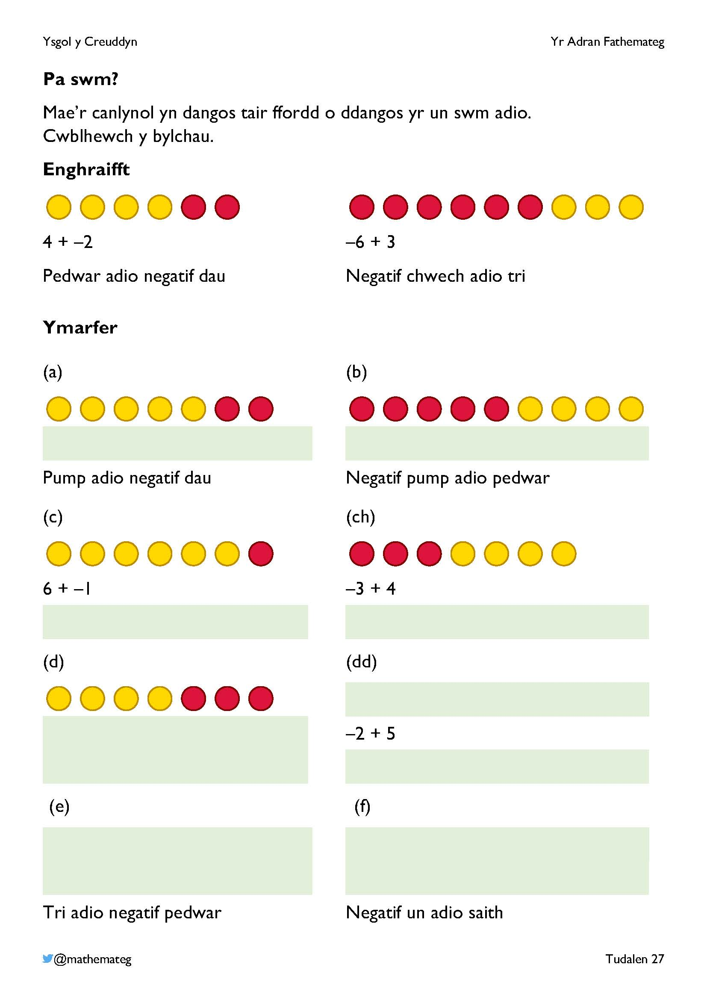 Ysgol y Creuddyn
Yr Adran Fathemateg
Pa swm?
Mae’r canlynol yn dangos tair ffordd o ddangos yr un swm adio.
Cwblhewch y bylchau.
Enghraifft
4 + –2
–6 + 3
Pedwar adio negatif dau
Negatif chwech adio tri
Ymarfer
(a)
(b)
Pump adio negatif dau
Negatif pump adio pedwar
(c)
(ch)
6 + –1
–3 + 4
(d)
(dd)
–2 + 5
(e)
(f)
Tri adio negatif pedwar
Negatif un adio saith
@mathemateg
Tudalen 27